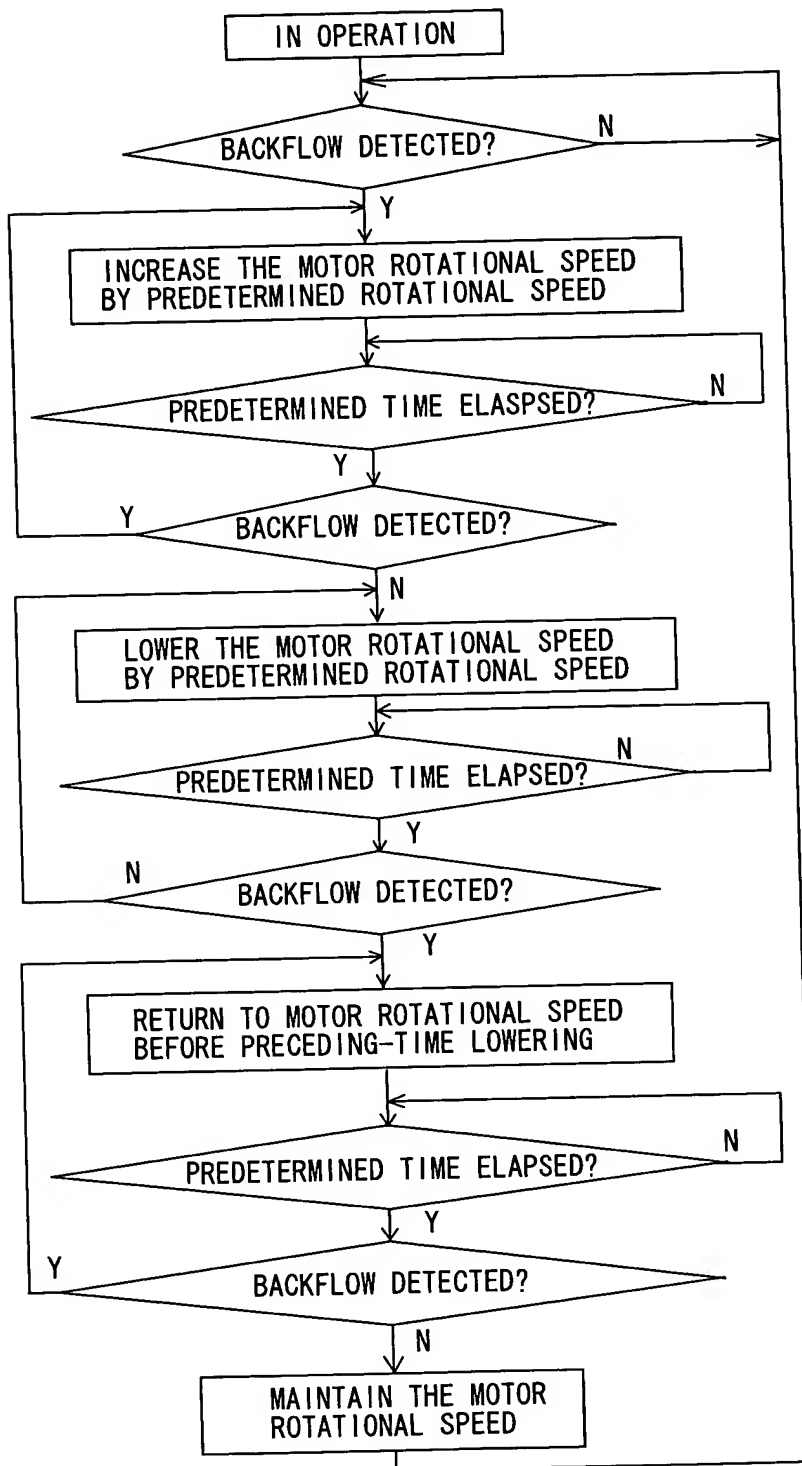 IN OPERATION
BACKFLOW DETECTED?
N
Y
INCREASE THE MOTOR ROTATIONAL SPEED
BY PREDETERMINED ROTATIONAL SPEED
PREDETERMINED TIME ELASPSED?
N
Y
Y
BACKFLOW DETECTED?
N
LOWER THE MOTOR ROTATIONAL SPEED
BY PREDETERMINED ROTATIONAL SPEED
PREDETERMINED TIME ELAPSED?
N
Y
N
BACKFLOW DETECTED?
Y
RETURN TO MOTOR ROTATIONAL SPEED
BEFORE PRECEDING-TIME LOWERING
PREDETERMINED TIME ELAPSED?
N
Y
Y
BACKFLOW DETECTED?
N
MAINTAIN THE MOTOR
ROTATIONAL SPEED